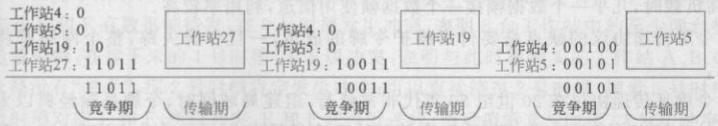 工作站4：0
工作站5：0
工作站19：10
工作站27：11011
工作站27
11011
竞争期 传输期
工作站4：0
工作站5：0
工作站19：10011
工作站19
10011
竞争期 传输期
工作站4：00100
工作站5：00101
工作站5
00101
竞争期 传输期